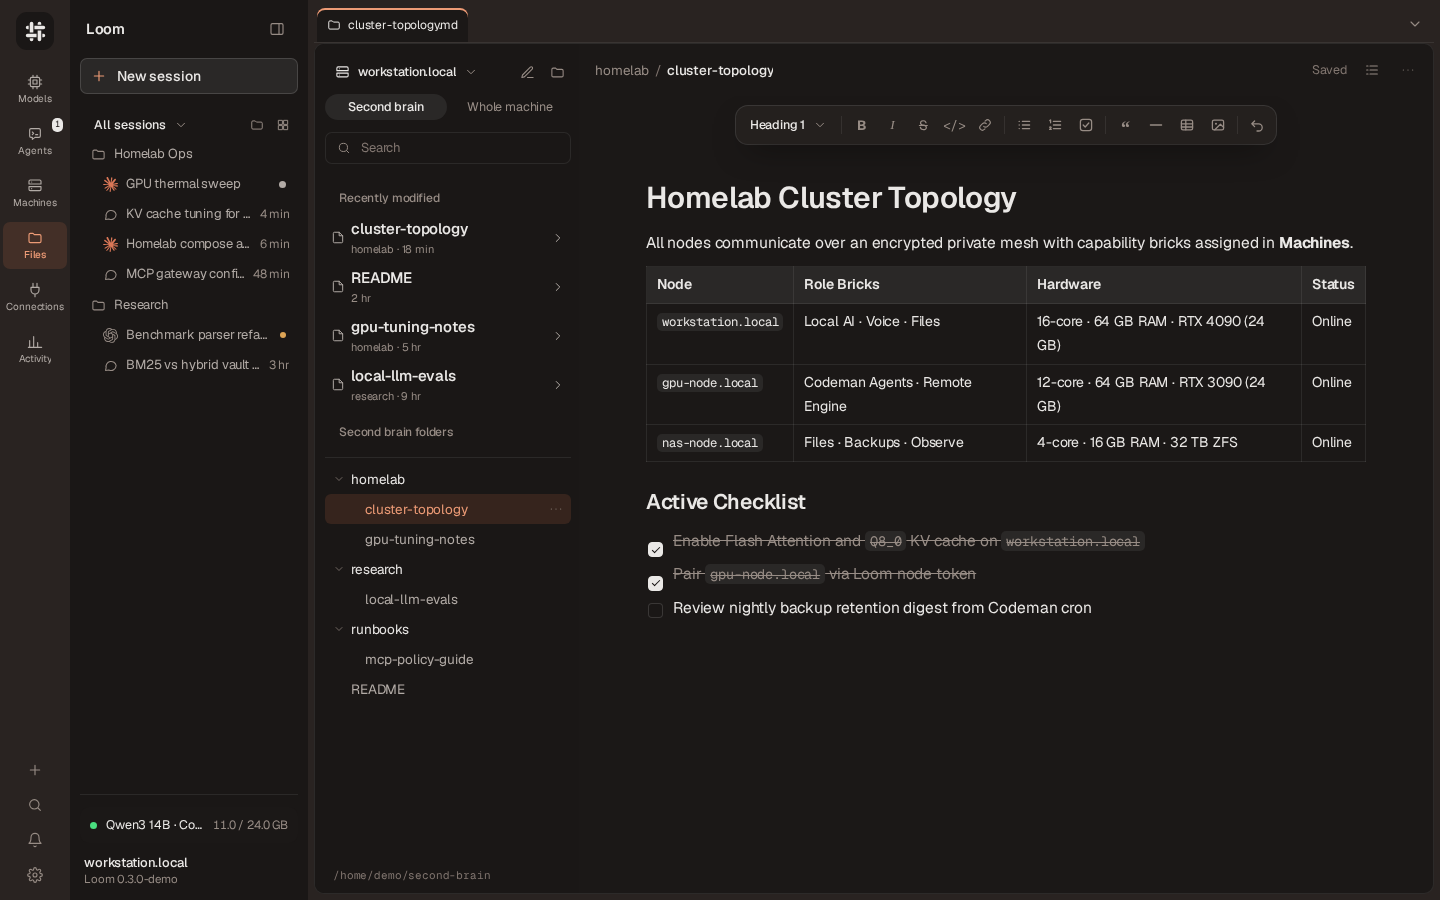 Loom
New session
All sessions
Homelab Ops
GPU thermal sweep
KV cache tuning for ... 4 min
Homelab compose a... 6 min
MCP gateway confi... 48 min
Research
Benchmark parser refa...
BM25 vs hybrid vault ... 3 hr
Qwen3 14B · Co... 11.0 / 24.0 GB
workstation.local
Loom 0.3.0-demo
Models
1
Agents
Machines
Files
Connections
Activity
cluster-topology.md
workstation.local
Second brain
Whole machine
Search
Recently modified
cluster-topology
homelab · 18 min
README
2 hr
gpu-tuning-notes
homelab · 5 hr
local-llm-evals
research · 9 hr
Second brain folders
homelab
cluster-topology
gpu-tuning-notes
research
local-llm-evals
runbooks
mcp-policy-guide
README
/home/demo/second-brain
homelab / cluster-topology
Saved
Heading 1
B I S </>
Homelab Cluster Topology
All nodes communicate over an encrypted private mesh with capability bricks assigned in Machines.
Node Role Bricks Hardware Status
workstation.local Local AI · Voice · Files 16-core · 64 GB RAM · RTX 4090 (24
GB) Online
gpu-node.local Codeman Agents · Remote
Engine 12-core · 64 GB RAM · RTX 3090 (24
GB) Online
nas-node.local Files · Backups · Observe 4-core · 16 GB RAM · 32 TB ZFS Online
Active Checklist
Enable Flash Attention and Q8_0 KV cache on workstation.local
Pair gpu-node.local via Loom node token
Review nightly backup retention digest from Codeman cron